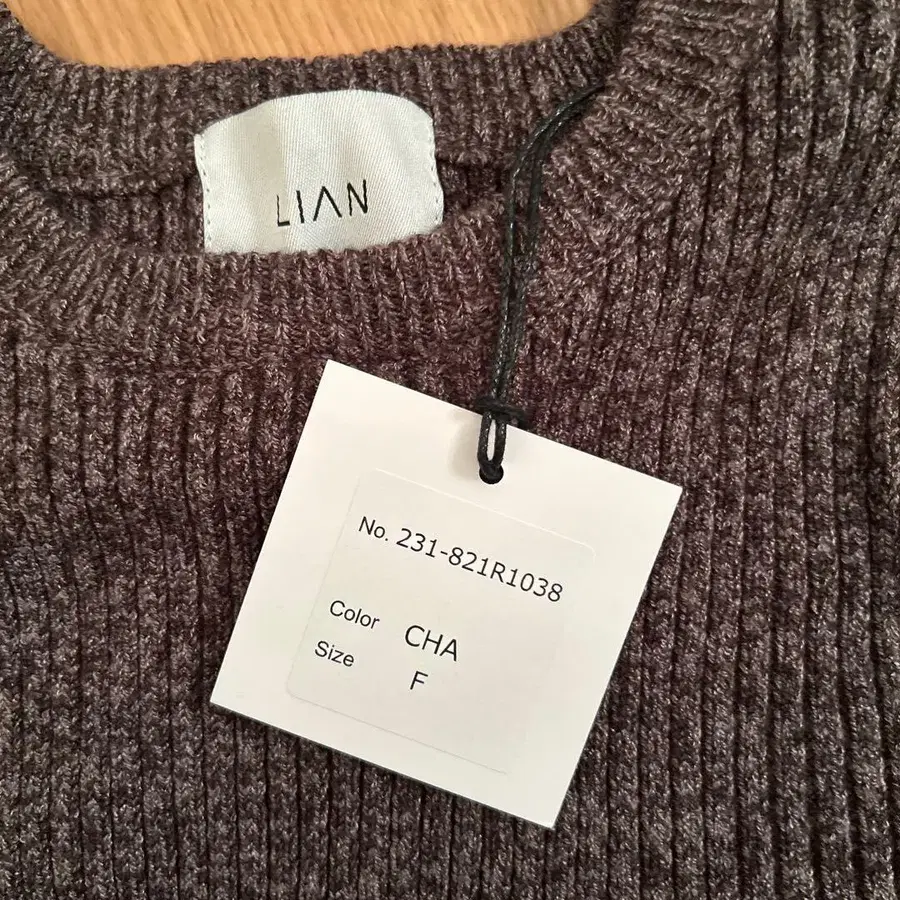 LIAN
No. 231-821R1038
Color CHA
Size F